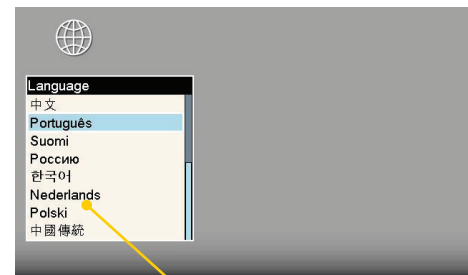 Language
中文
Português
Suomi
Россию
한국어
Nederlands
Polski
中國傳統